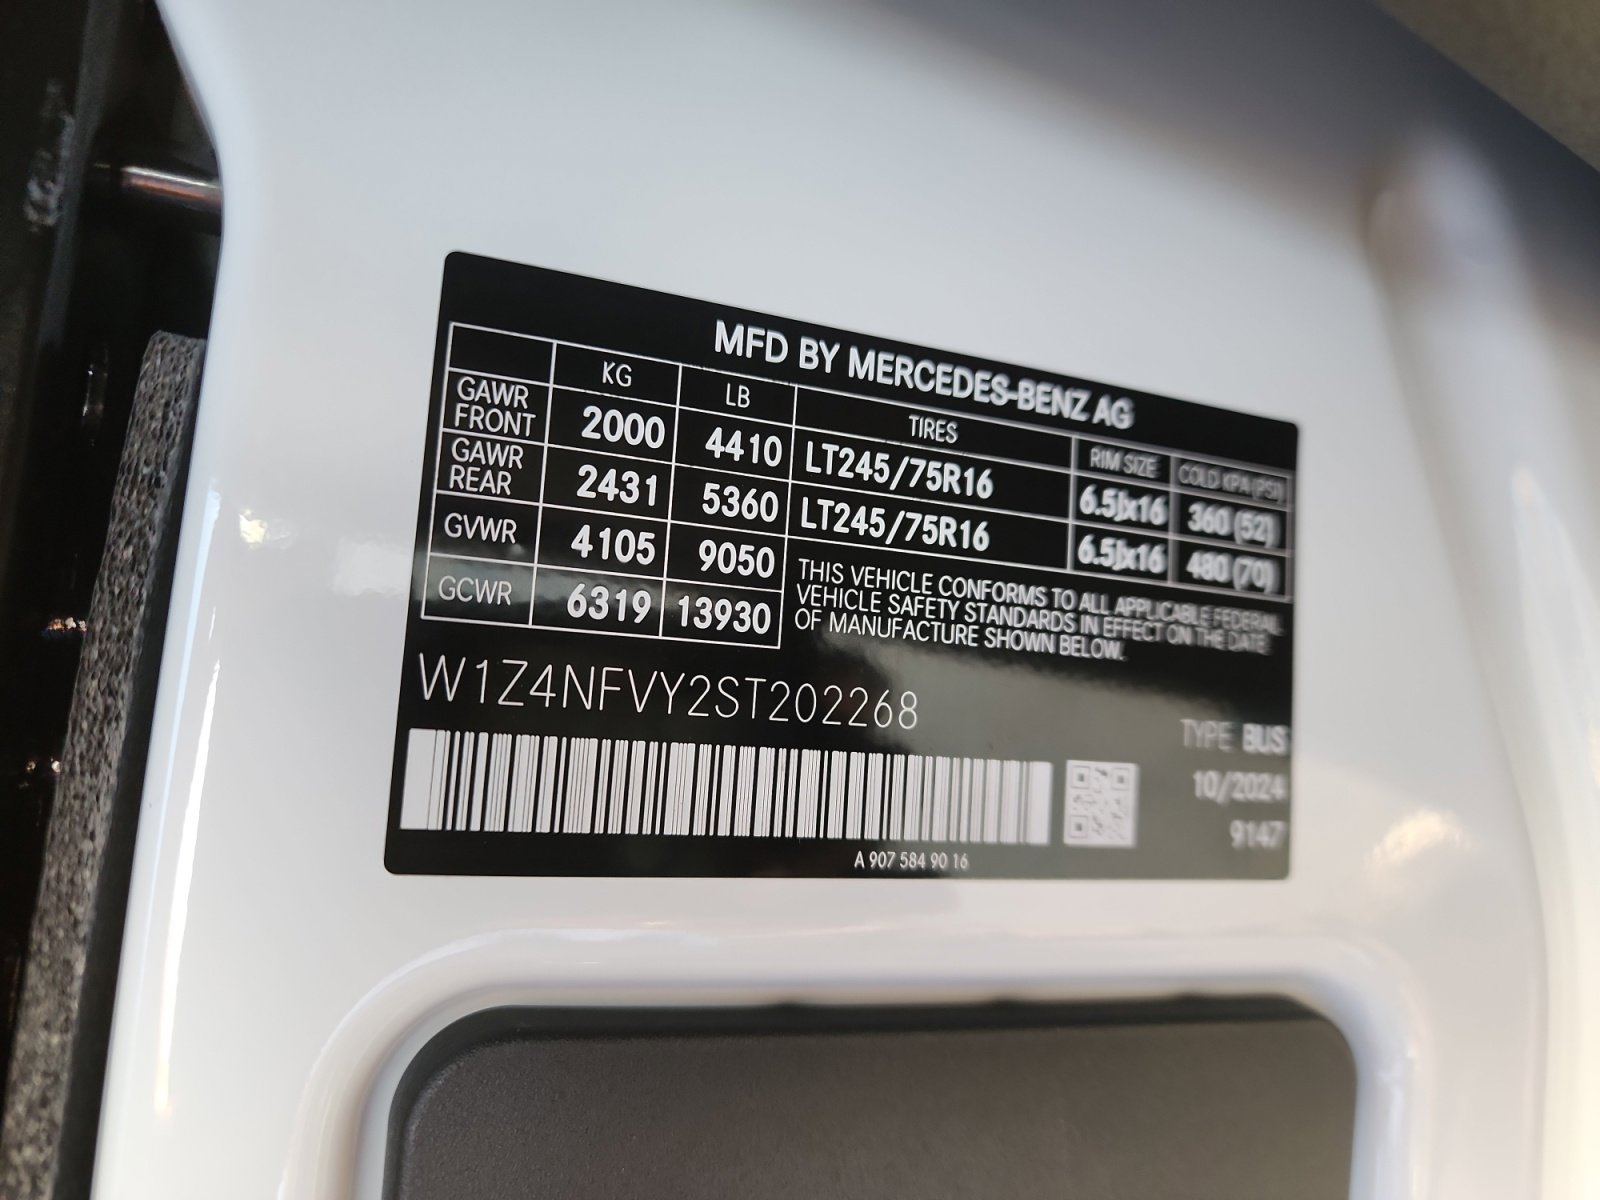 MFD BY MERCEDES-BENZ AG
KG LB TIRES RIM SIZE COLD KPA (PSI)
GAWR FRONT 2000 4410 LT245/75R16 6.5Jx16 360 (52)
GAWR REAR 2431 5360 LT245/75R16 6.5Jx16 480 (70)
GVWR 4105 9050
GCWR 6319 13930
THIS VEHICLE CONFORMS TO ALL APPLICABLE FEDERAL
VEHICLE SAFETY STANDARDS IN EFFECT ON THE DATE
OF MANUFACTURE SHOWN BELOW.
W1Z4NFVY2ST202268
TYPE BUS
10/2024
9147
A 907 584 90 16